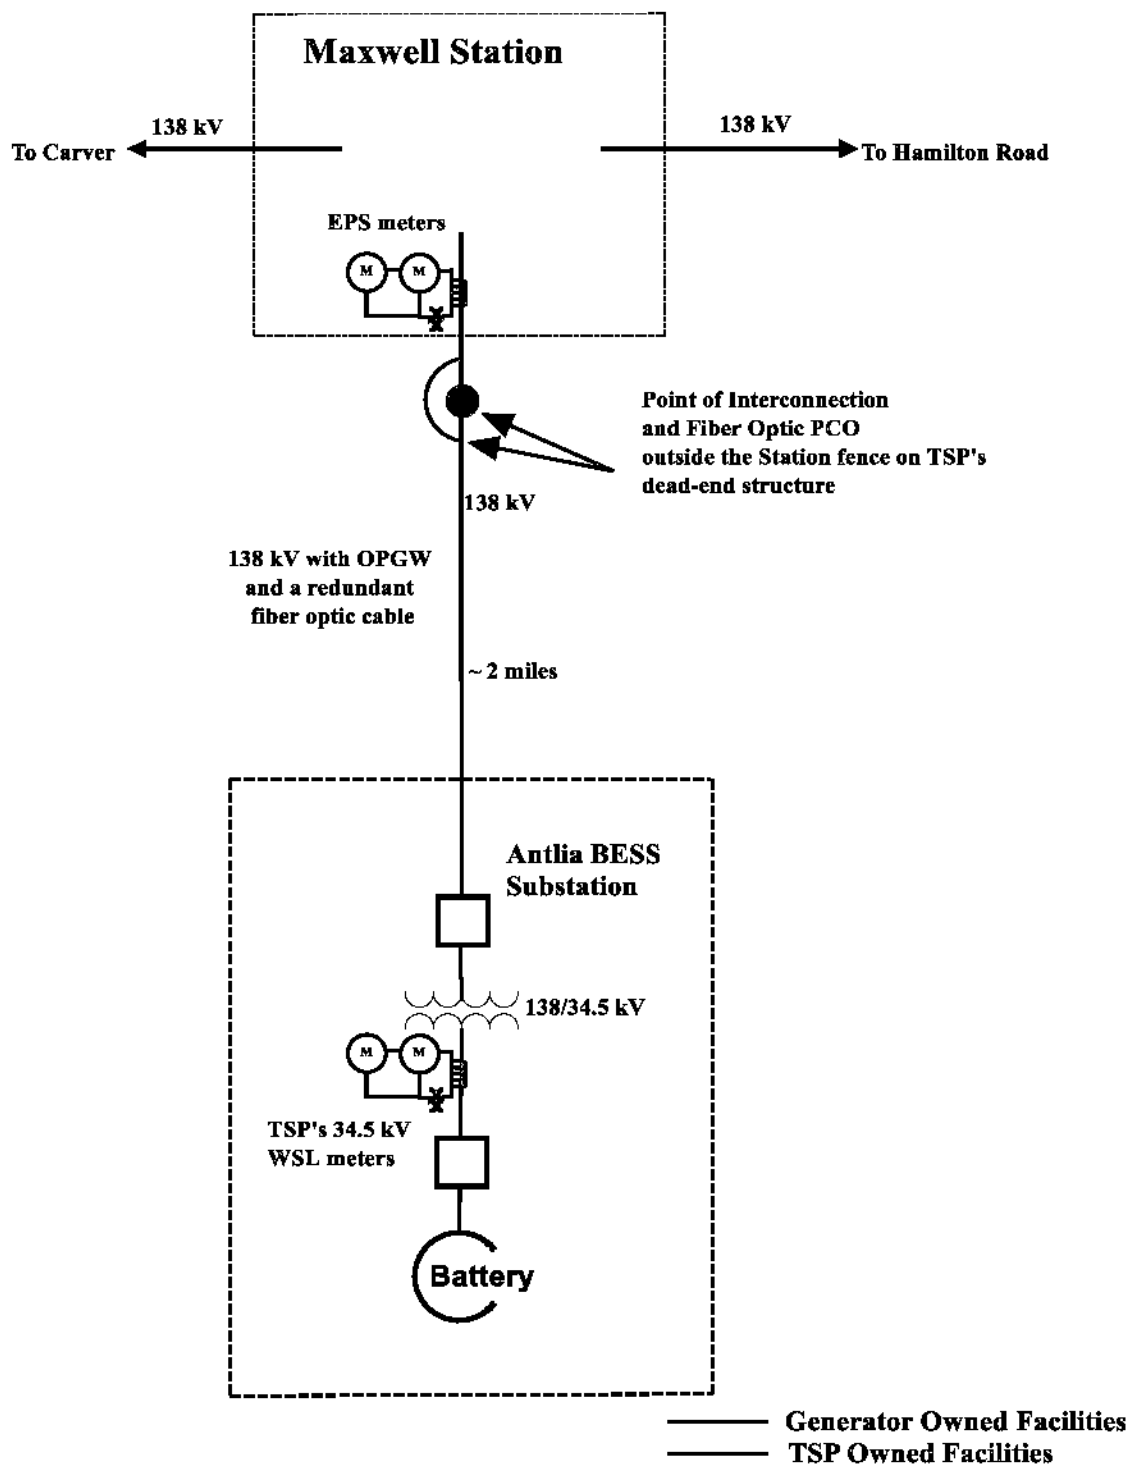 Maxwell Station
138 kV
138 kV
To Carver
To Hamilton Road
EPS meters
M
M
Point of Interconnection
and Fiber Optic PCO
outside the Station fence on TSP's
dead-end structure
138 kV
138 kV with OPGW
and a redundant
fiber optic cable
~ 2 miles
Antlia BESS
Substation
138/34.5 kV
M
M
TSP's 34.5 kV
WSL meters
Battery
Generator Owned Facilities
TSP Owned Facilities